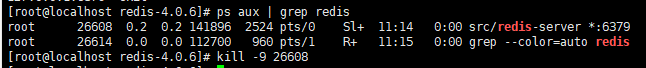 [root@localhost redis-4.0.6]# ps aux | grep redis
root     26608  0.2  0.2 141896  2524 pts/0    Sl+  11:14   0:00 src/redis-server *:6379
root     26614  0.0  0.0 112700   960 pts/1    R+   11:15   0:00 grep --color=auto redis
[root@localhost redis-4.0.6]# kill -9 26608